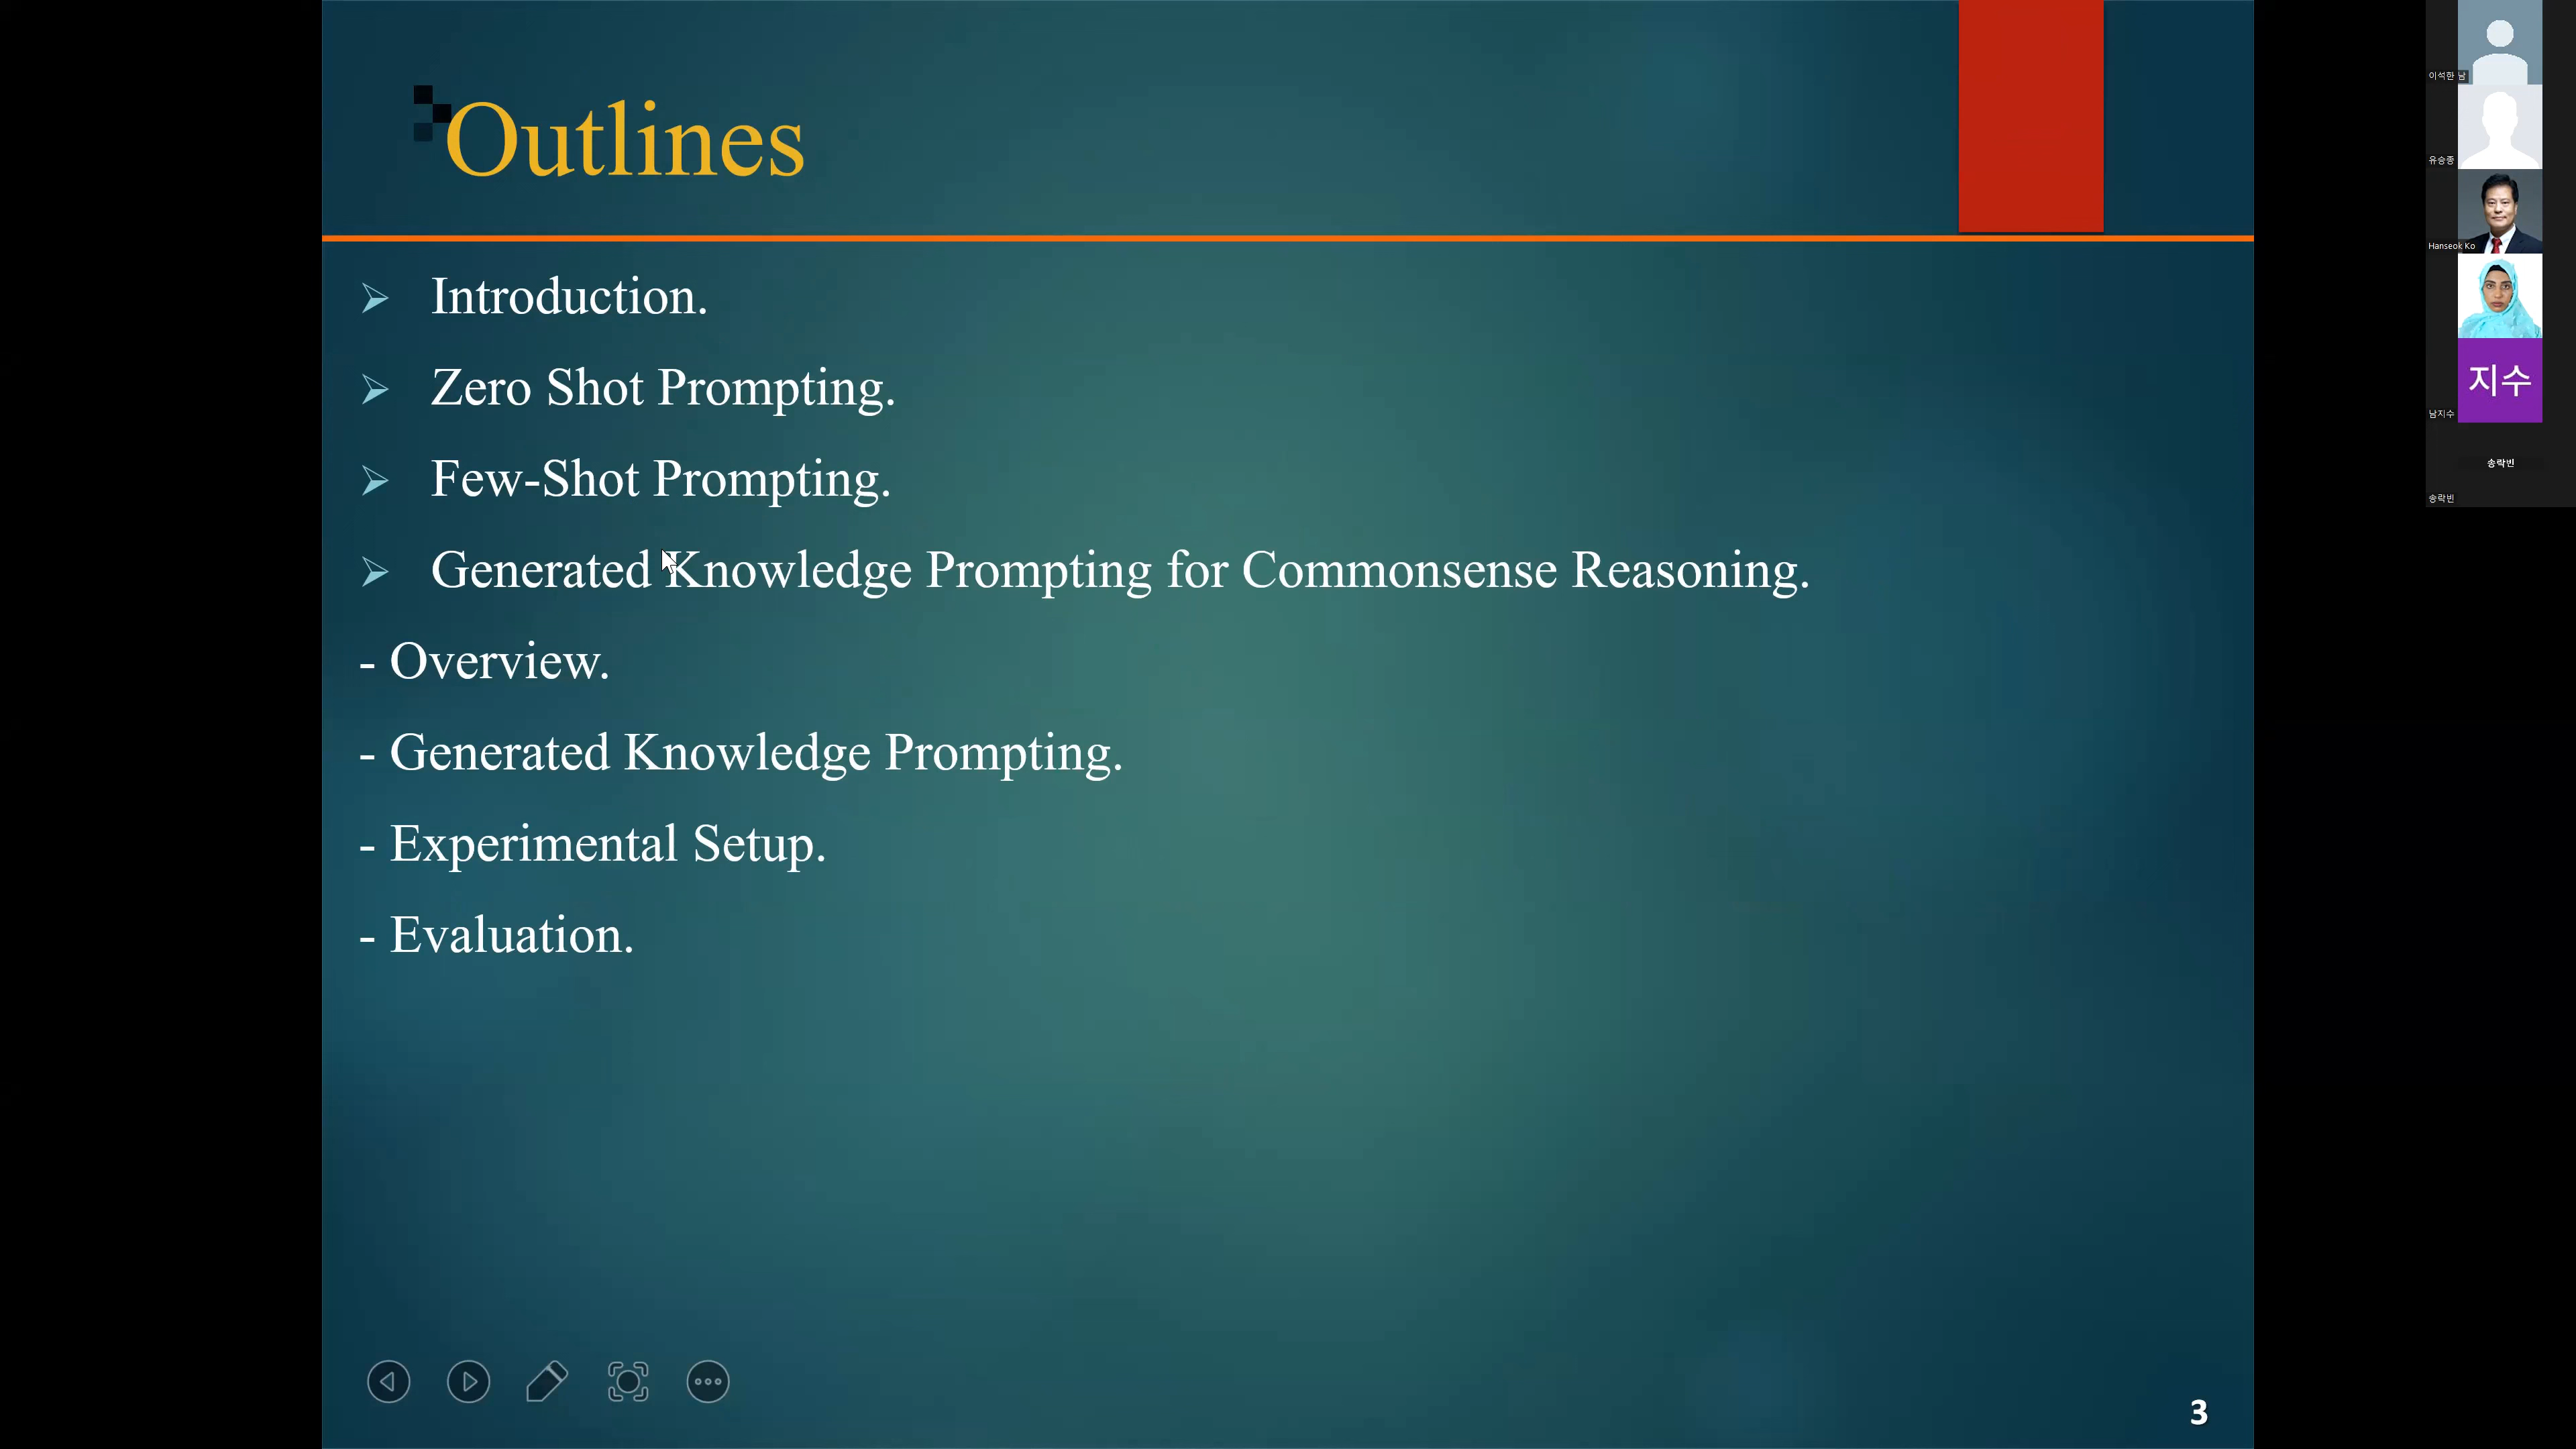 Outlines
Introduction.
Zero Shot Prompting.
Few-Shot Prompting.
Generated Knowledge Prompting for Commonsense Reasoning.
- Overview.
- Generated Knowledge Prompting.
- Experimental Setup.
- Evaluation.
3
이석한 남
유승종
Hanseok Ko
지수
남지수
송락빈
송락빈